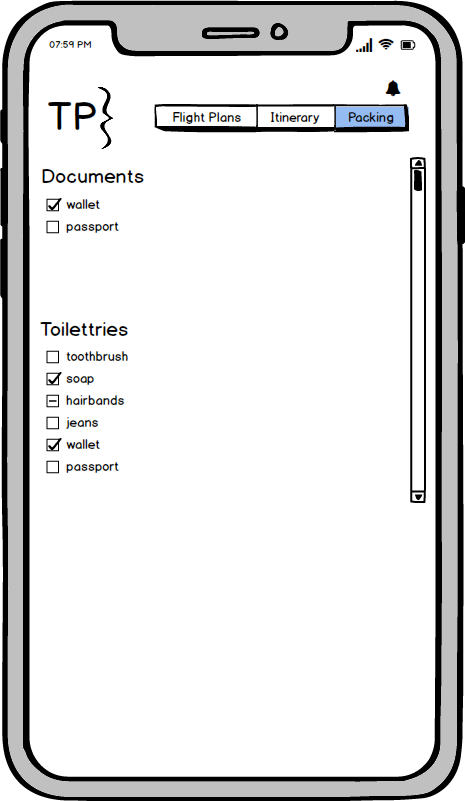 07:59 PM
TP}
Flight Plans Itinerary Packing
Documents
wallet
passport
Toilettries
toothbrush
soap
hairbands
jeans
wallet
passport